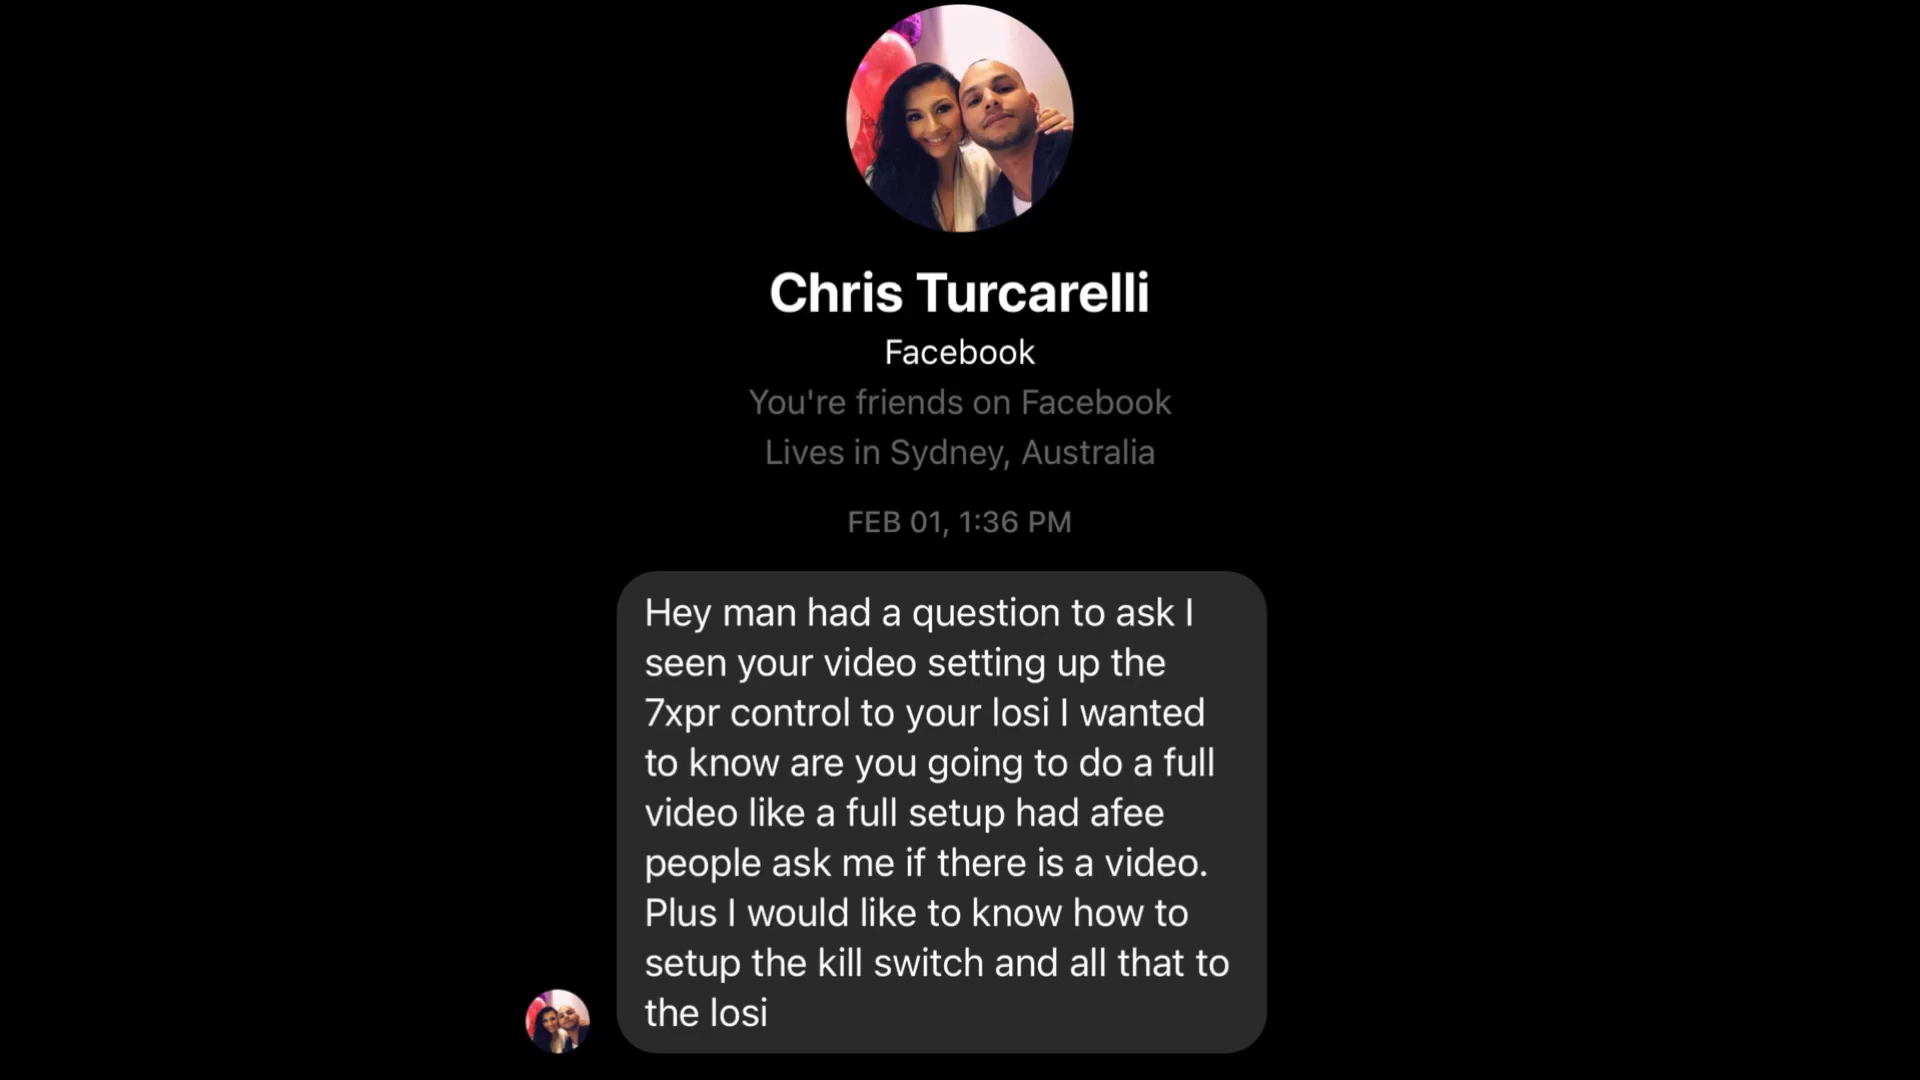 Chris Turcarelli
Facebook
You're friends on Facebook
Lives in Sydney, Australia
FEB 01, 1:36 PM
Hey man had a question to ask I
seen your video setting up the
7xpr control to your losi I wanted
to know are you going to do a full
video like a full setup had afee
people ask me if there is a video.
Plus I would like to know how to
setup the kill switch and all that to
the losi